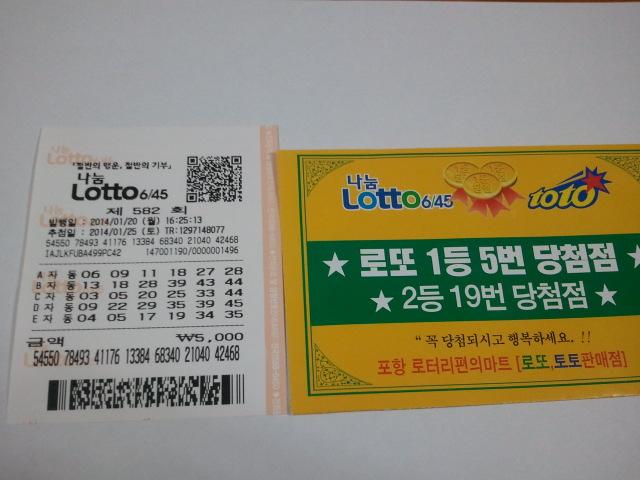 「절반의 행운, 절반의 기부」
나눔
Lotto 6/45
제 582 회
발행일 : 2014/01/20 (월) 16:25:13
추첨일 : 2014/01/25 (토) TR:1297148077
54550 78493 41176 13384 68340 21040 42468
IAJLKFUBA499PC42 147001190/0000001496
A 자 동 06 09 11 18 27 28
B 자 동 13 18 28 39 43 44
C 자 동 03 05 20 25 33 44
D 자 동 09 22 29 35 39 45
E 자 동 04 05 17 19 34 35
금액 ₩5,000
54550 78493 41176 13384 68340 21040 42468
나눔
Lotto 6/45
TOTO
★ 로또 1등 5번 당첨점 ★
★ 2등 19번 당첨점 ★
" 꼭 당첨되시고 행복하세요. !!
포항 로터리편의마트 [로또,토토판매점]